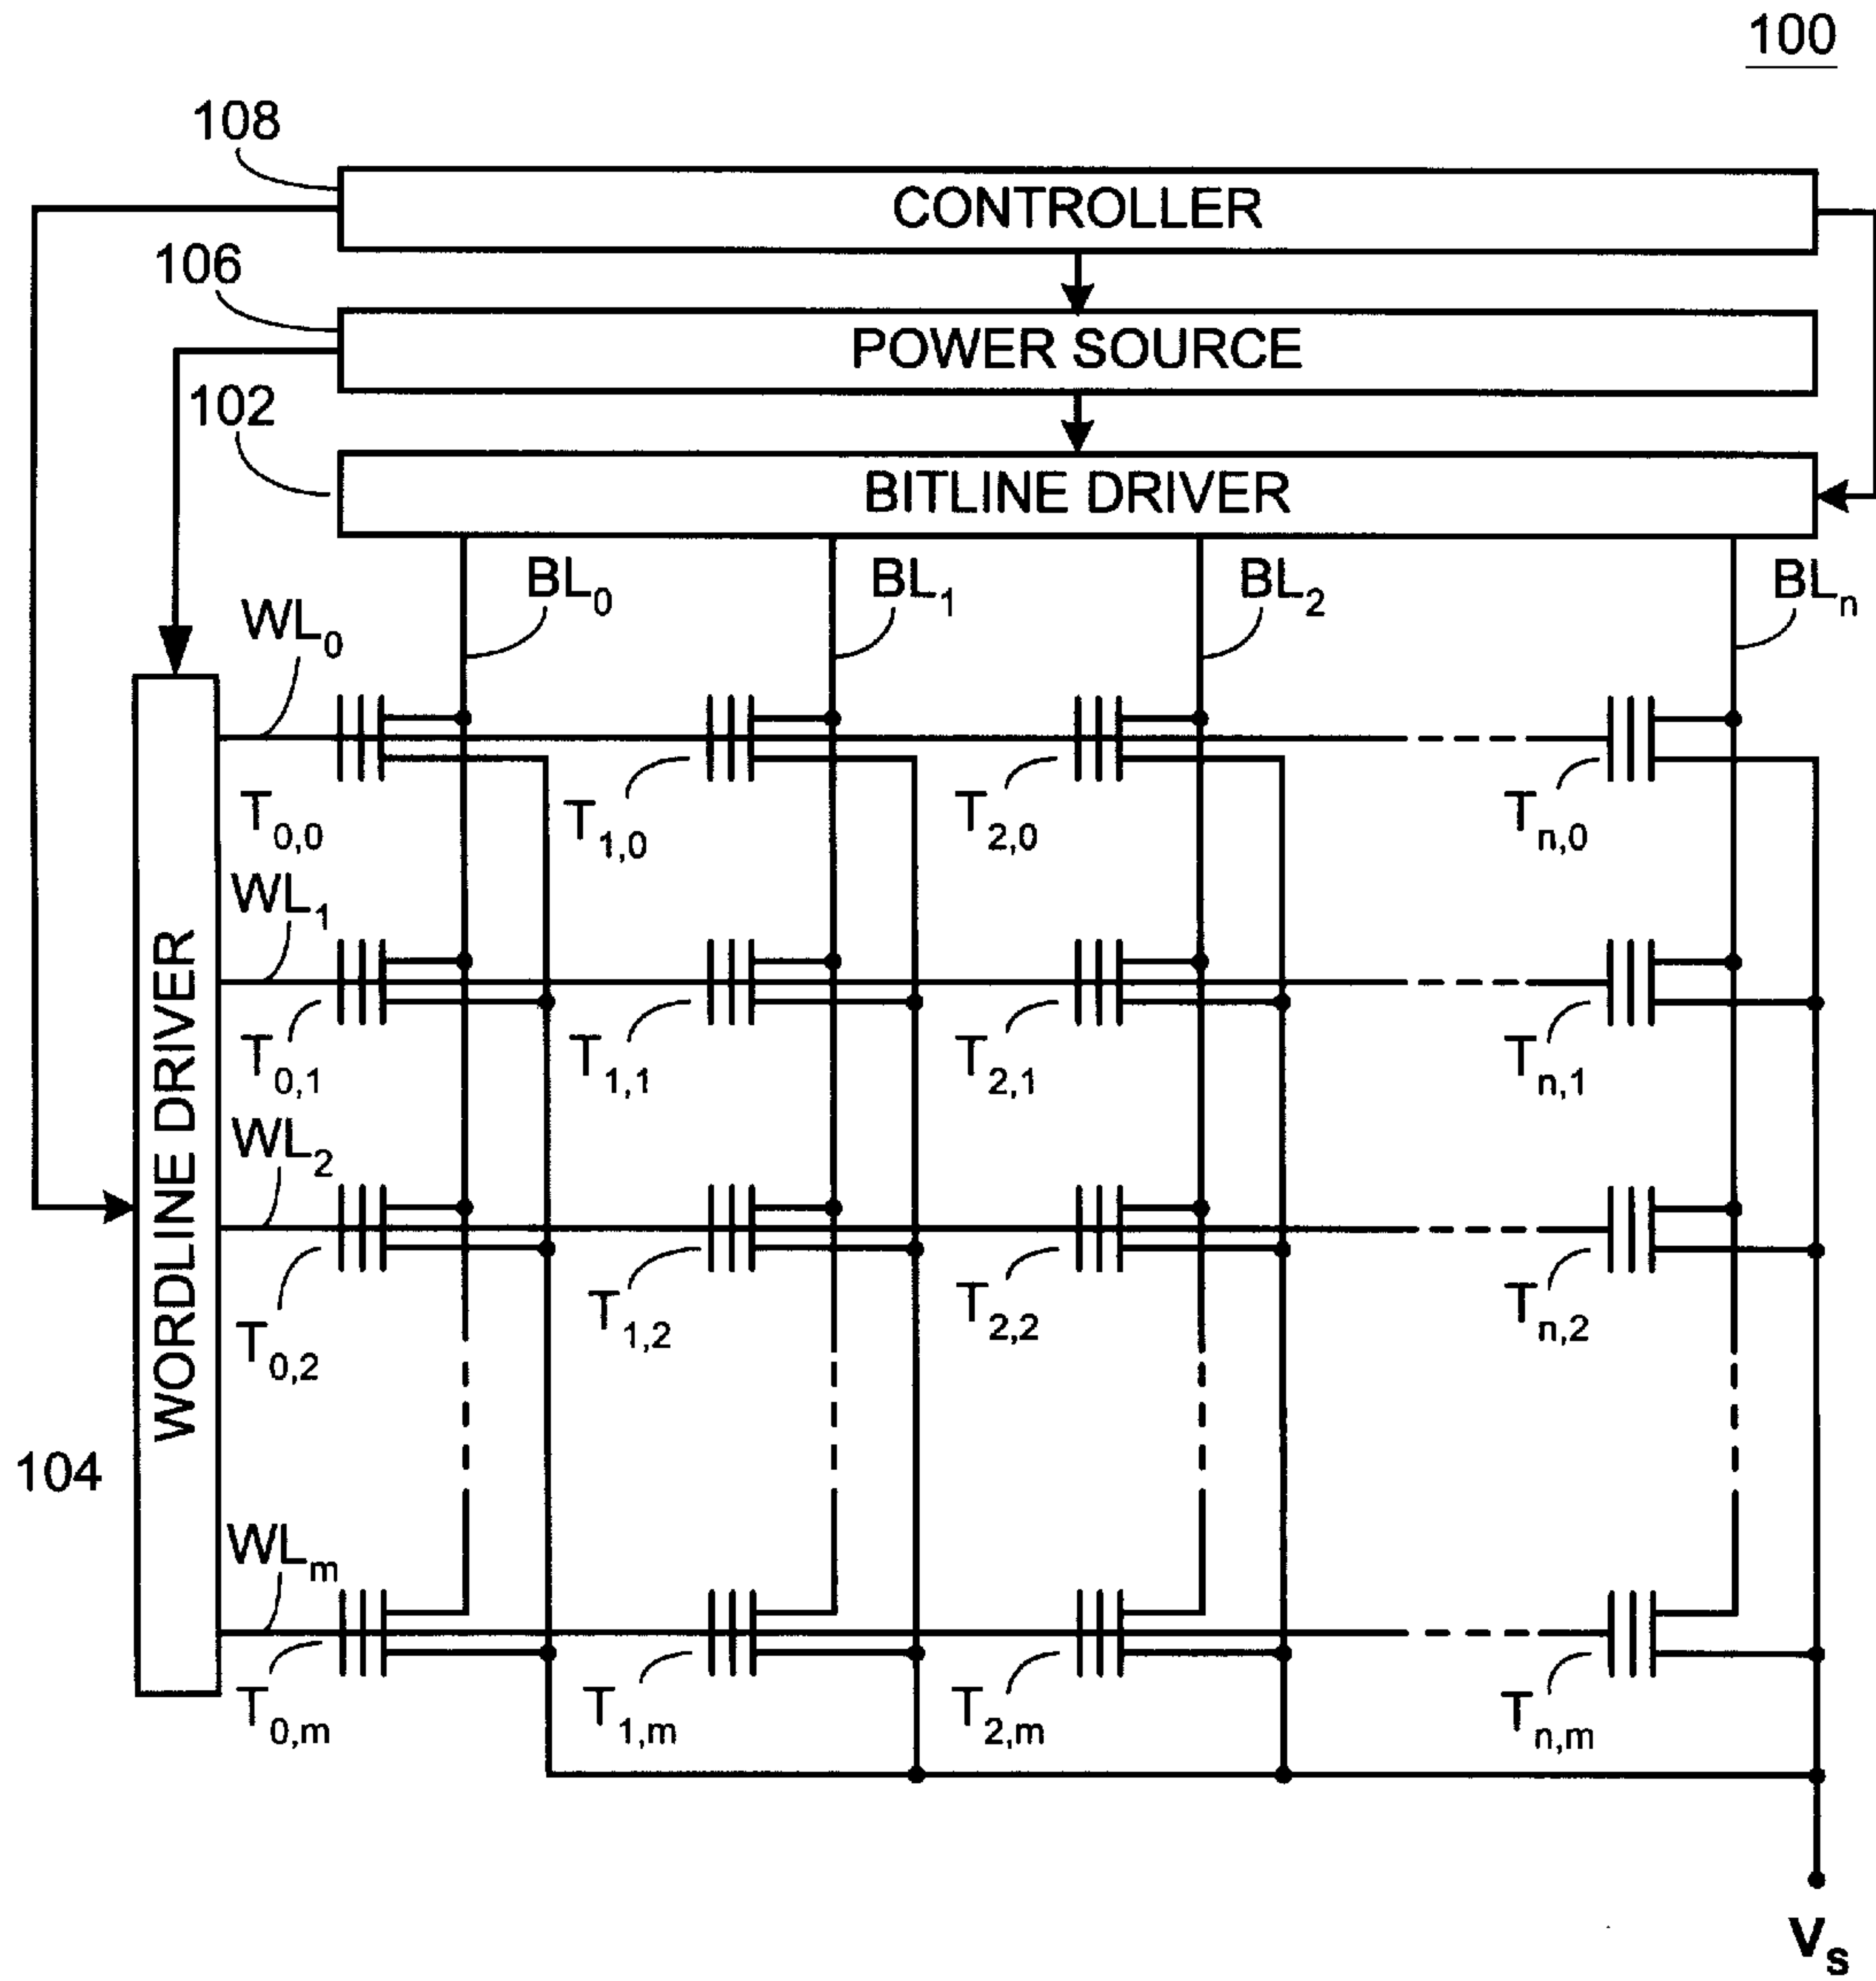 100
108
CONTROLLER
106
POWER SOURCE
102
BITLINE DRIVER
BL0 BL1 BL2 BLn
WL0
T0,0 T1,0 T2,0 Tn,0
WL1
T0,1 T1,1 T2,1 Tn,1
WORDLINE DRIVER
WL2
T0,2 T1,2 T2,2 Tn,2
104
WLm
T0,m T1,m T2,m Tn,m
VS